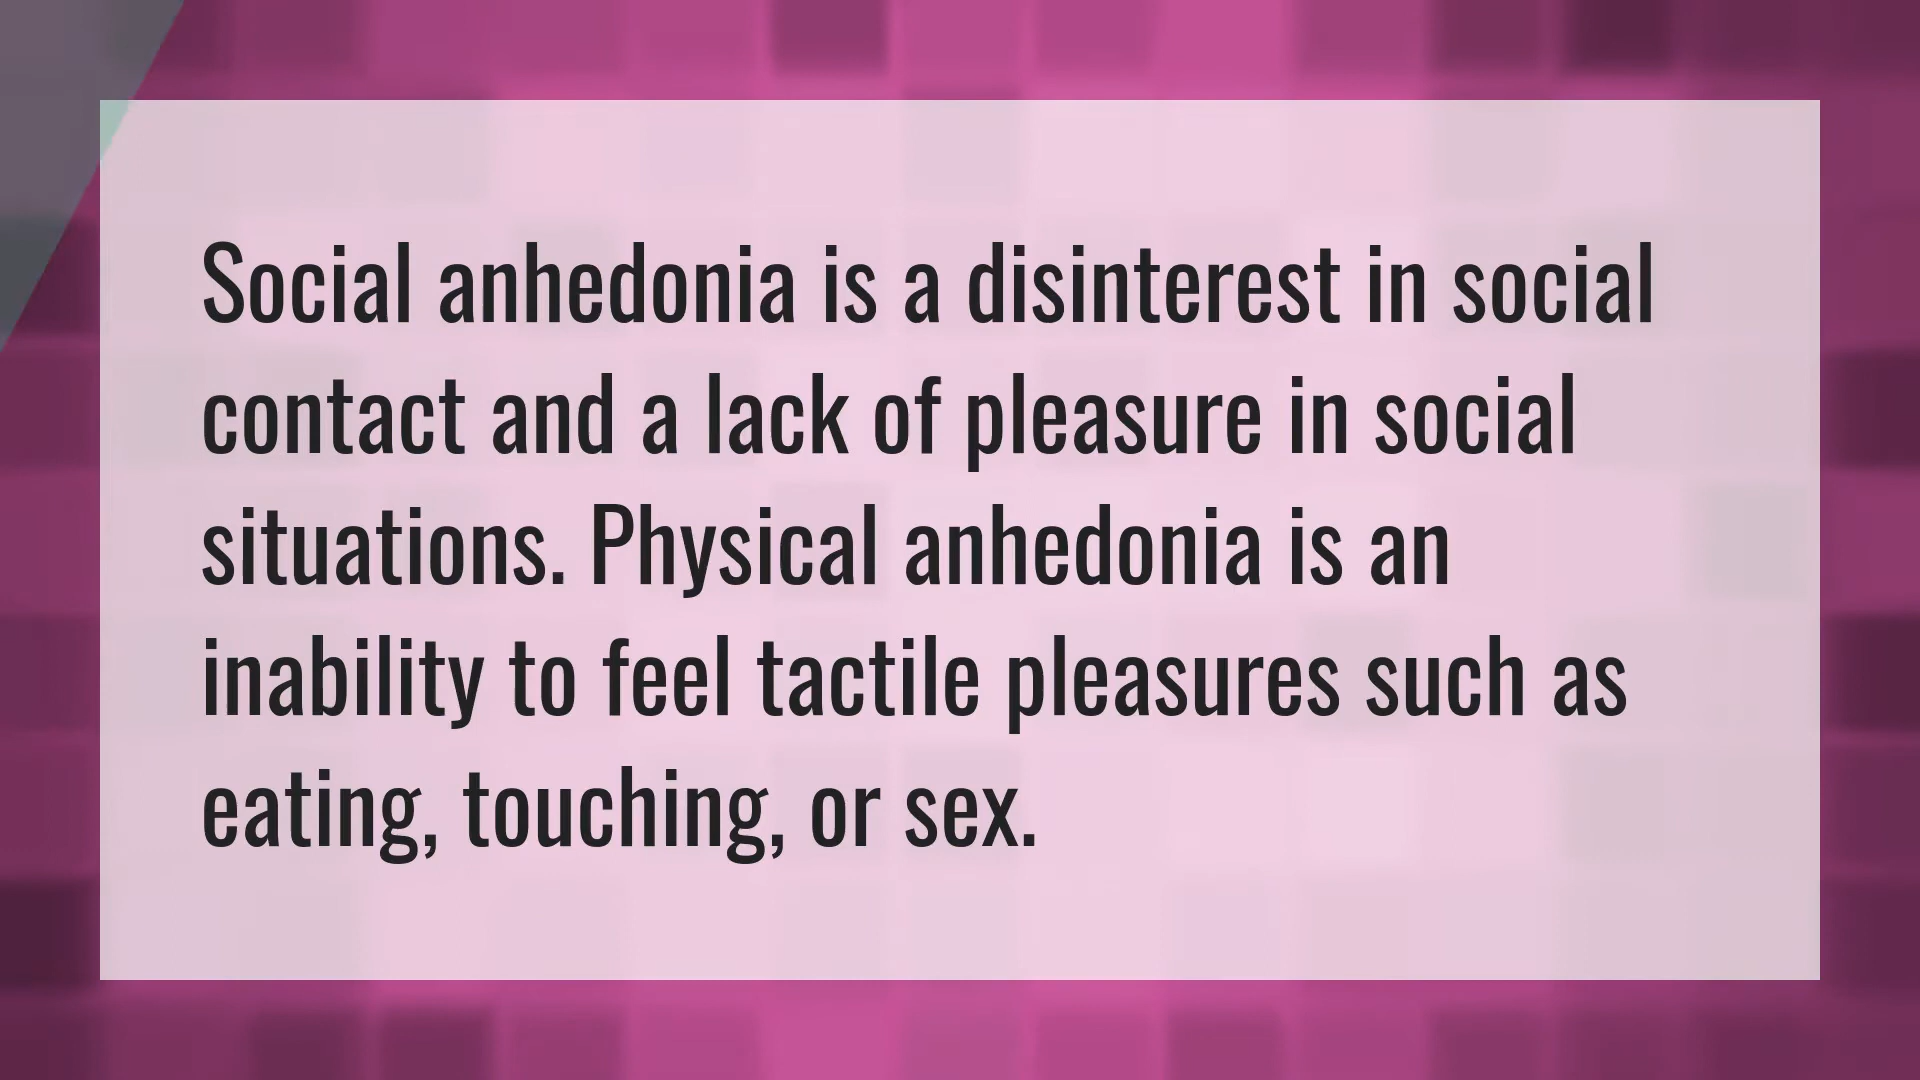 Social anhedonia is a disinterest in social
contact and a lack of pleasure in social
situations. Physical anhedonia is an
inability to feel tactile pleasures such as
eating, touching, or sex.